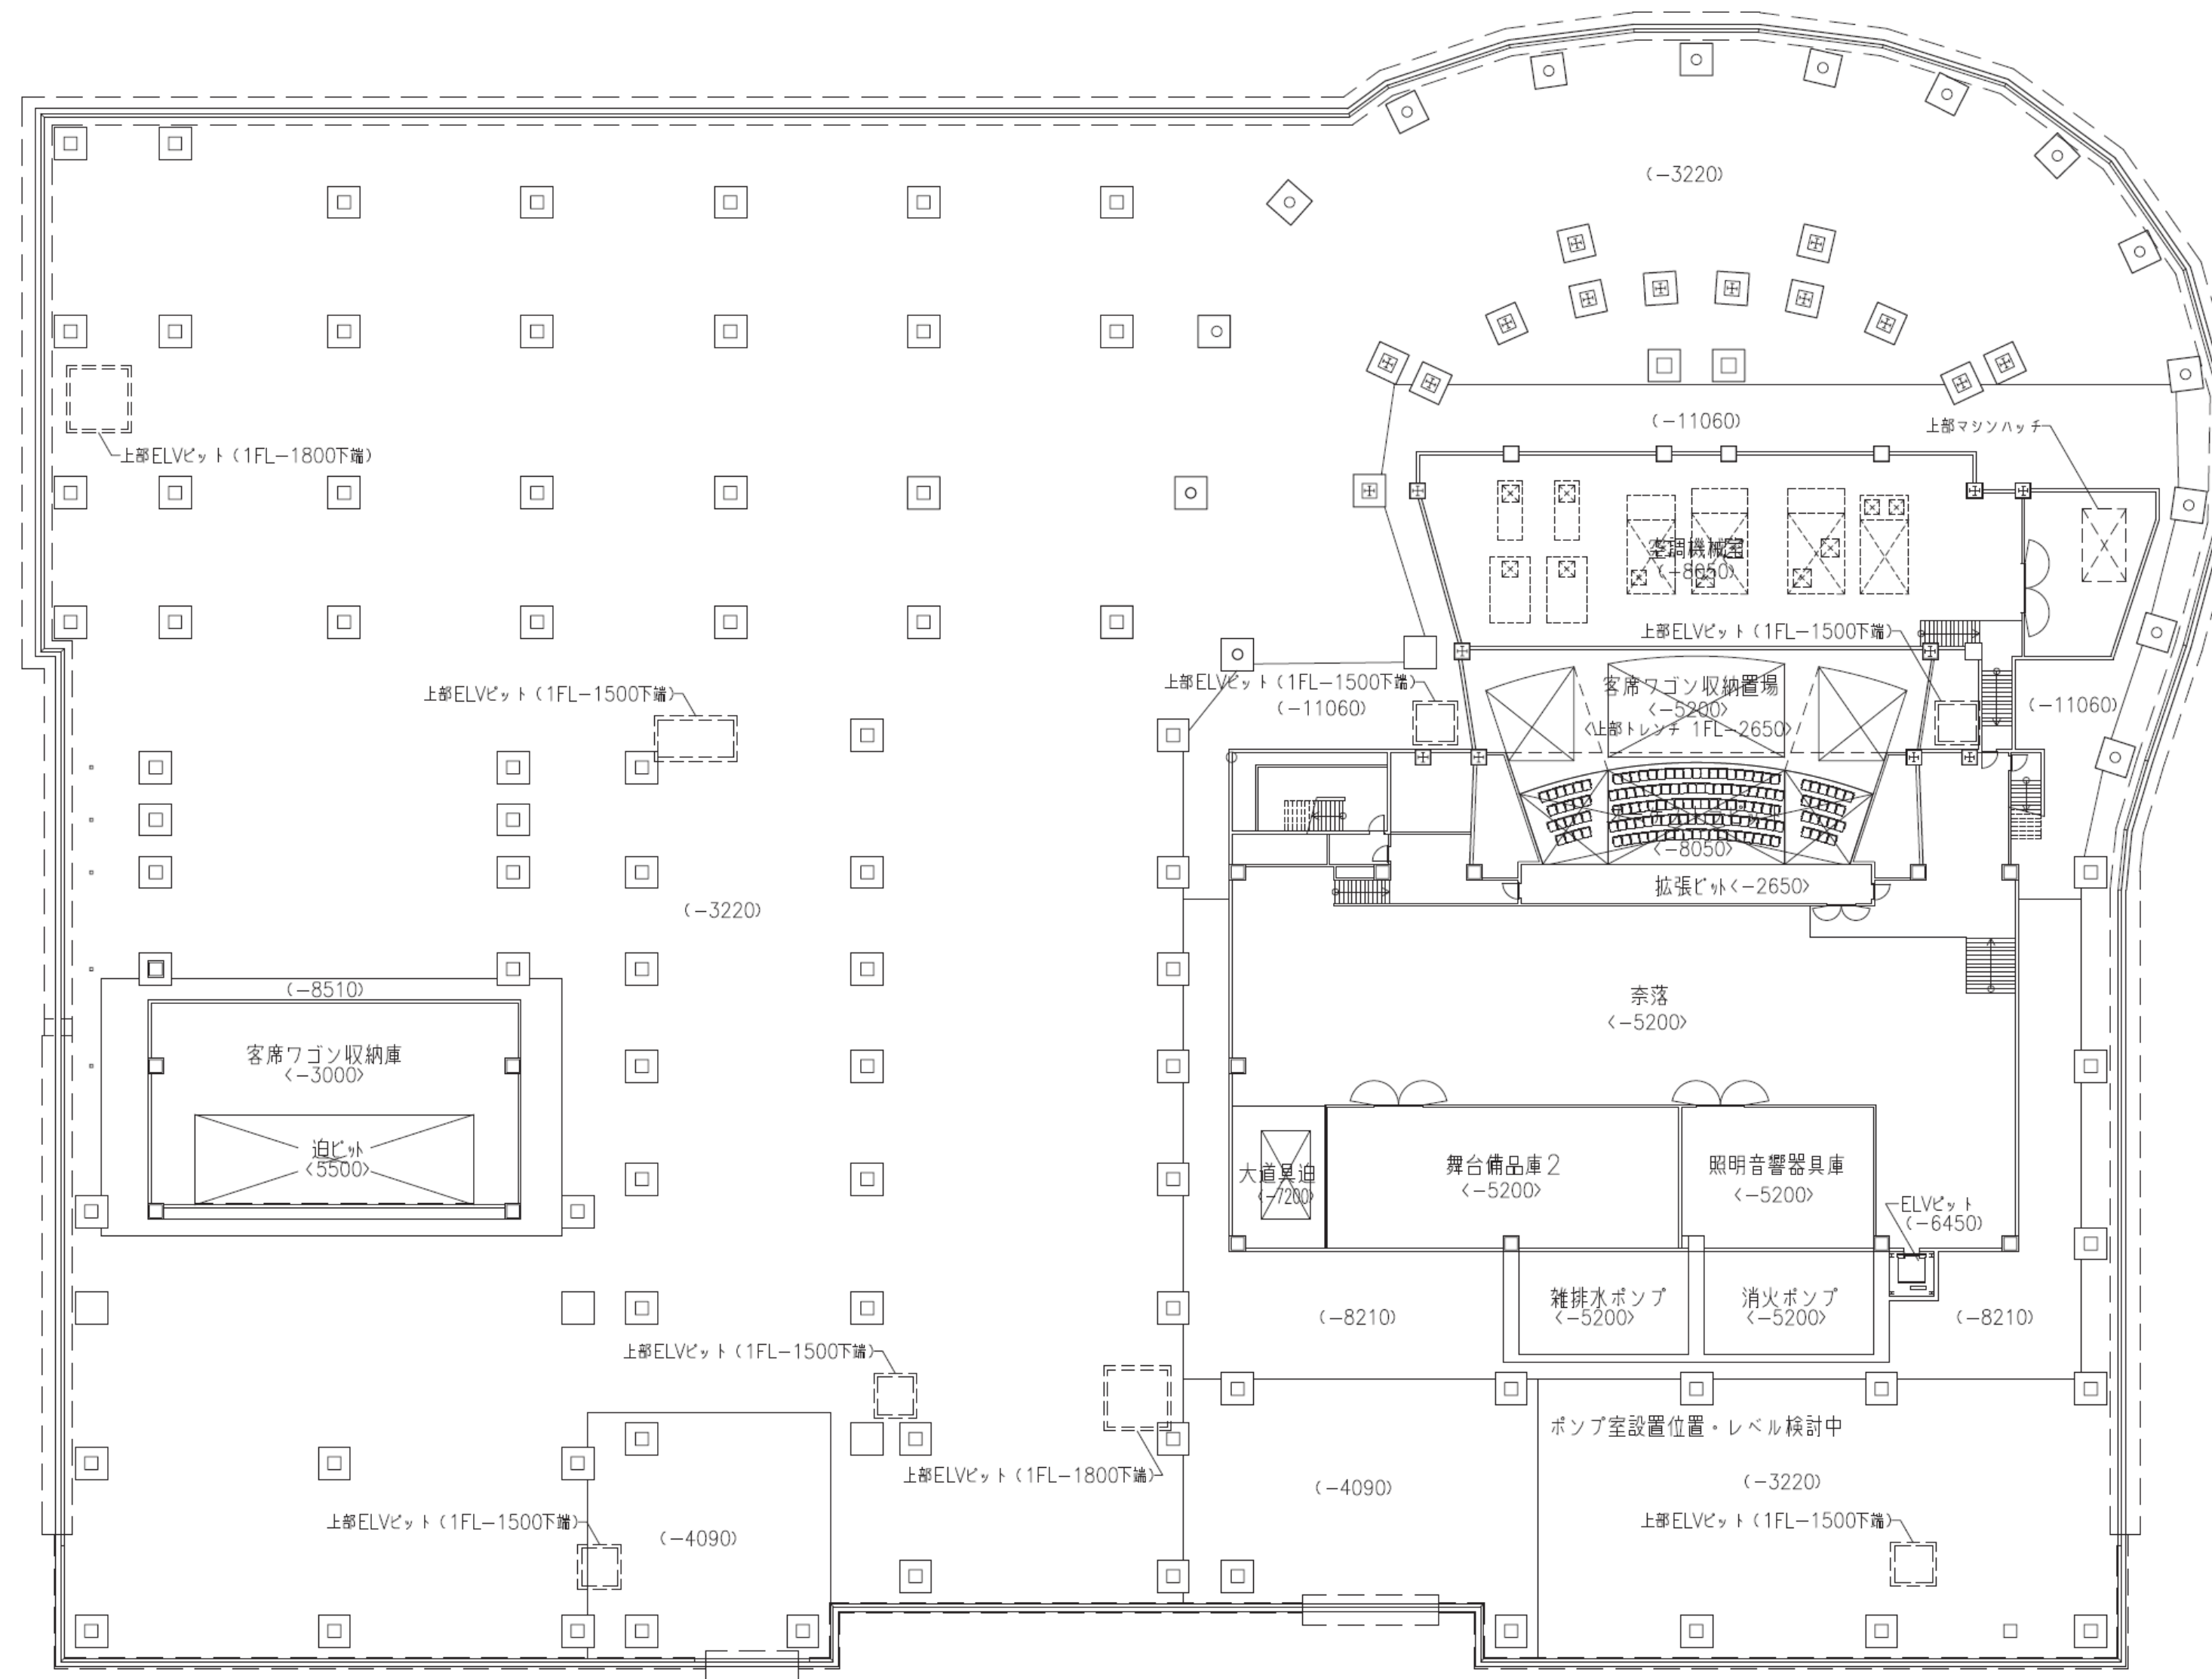 (-3220)
(-11060)
上部マシンハッチ
上部ELVピット(1FL-1800下端)
空調機械室
(-8050)
上部ELVピット(1FL-1500下端)
上部ELVピット(1FL-1500下端)
上部ELVピット(1FL-1500下端)
客席ワゴン収納置場
<-5200>
<上部トレンチ 1FL-2650>
(-11060)
(-11060)
<-8050>
拡張ピット<-2650>
(-3220)
(-8510)
奈落
<-5200>
客席ワゴン収納庫
<-3000>
迫ピット
<5500>
大道具迫
<-7200>
舞台備品庫2
<-5200>
照明音響器具庫
<-5200>
ELVピット
(-6450)
雑排水ポンプ
<-5200>
消火ポンプ
<-5200>
(-8210)
(-8210)
上部ELVピット(1FL-1500下端)
ポンプ室設置位置・レベル検討中
上部ELVピット(1FL-1800下端)
(-4090)
(-3220)
上部ELVピット(1FL-1500下端)
(-4090)
上部ELVピット(1FL-1500下端)